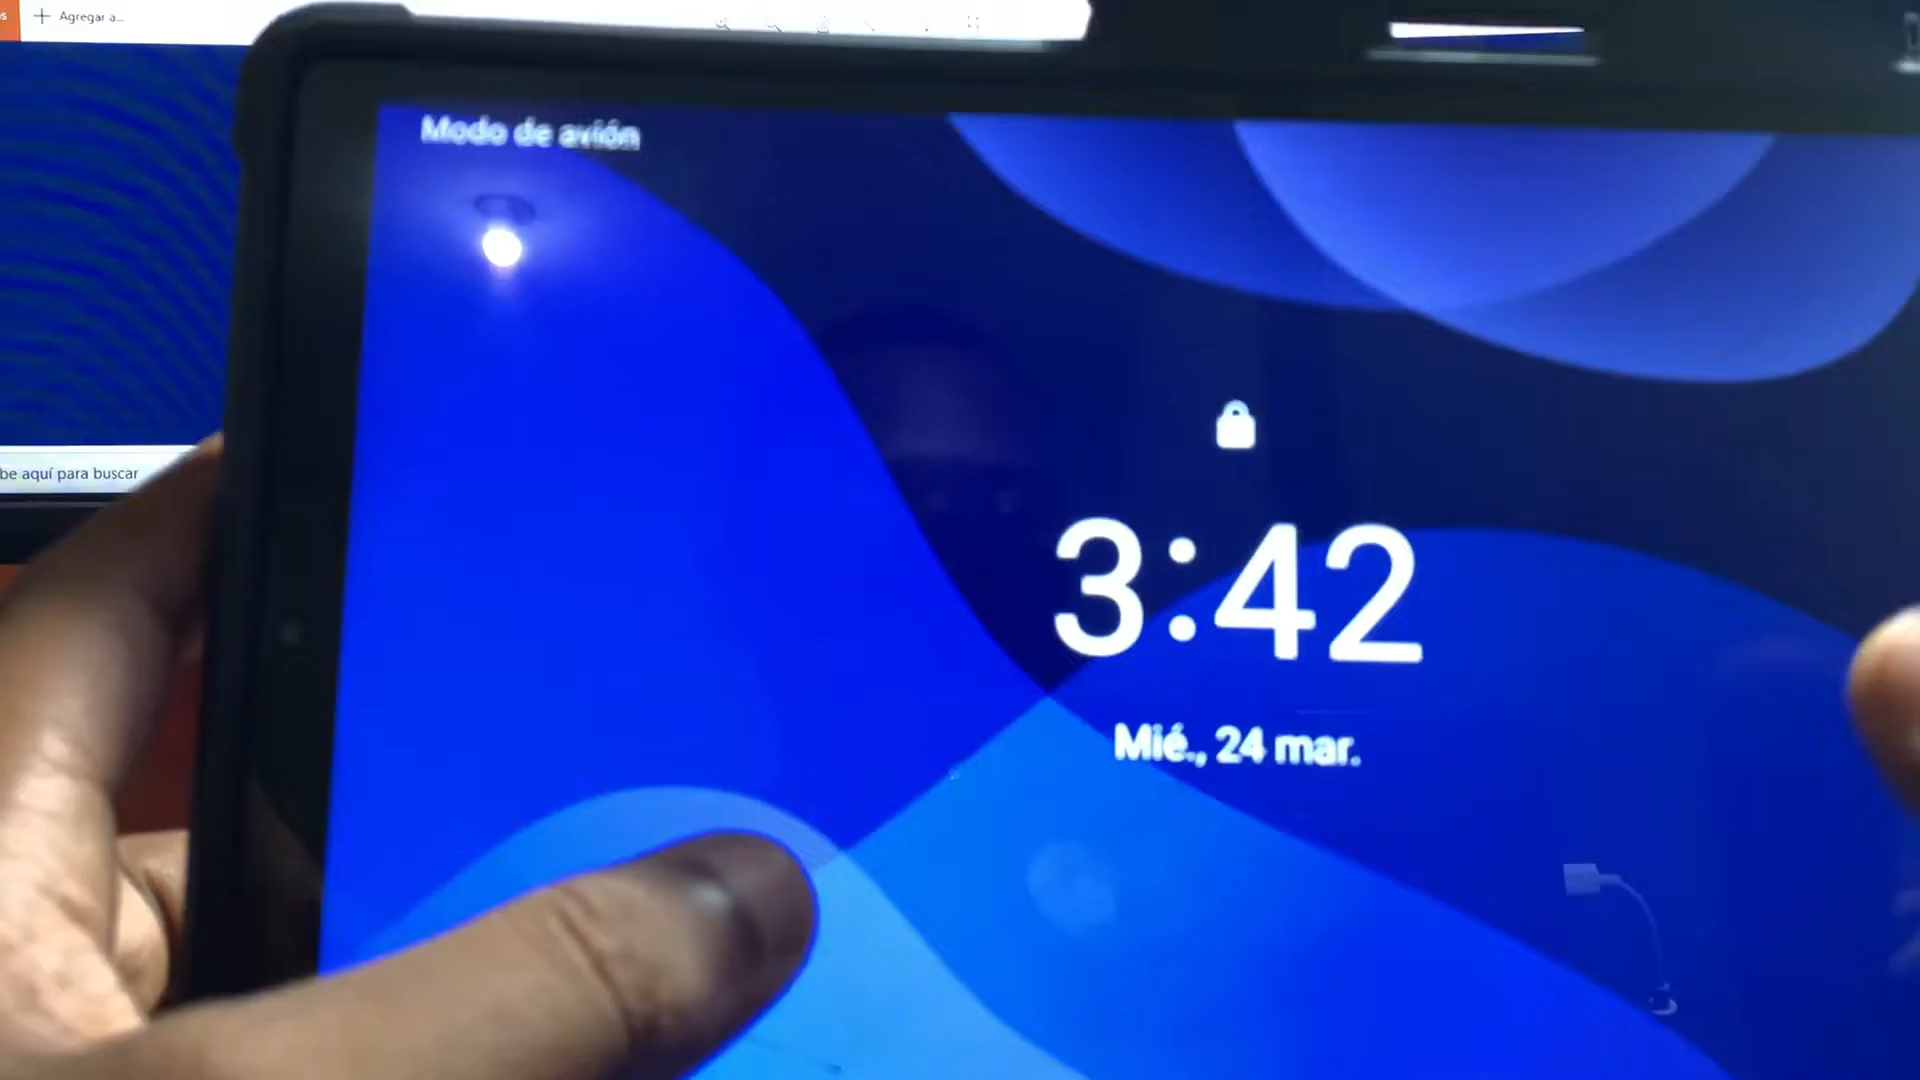 Agregar a...
Modo de avión
3:42
Mié., 24 mar.
be aquí para buscar